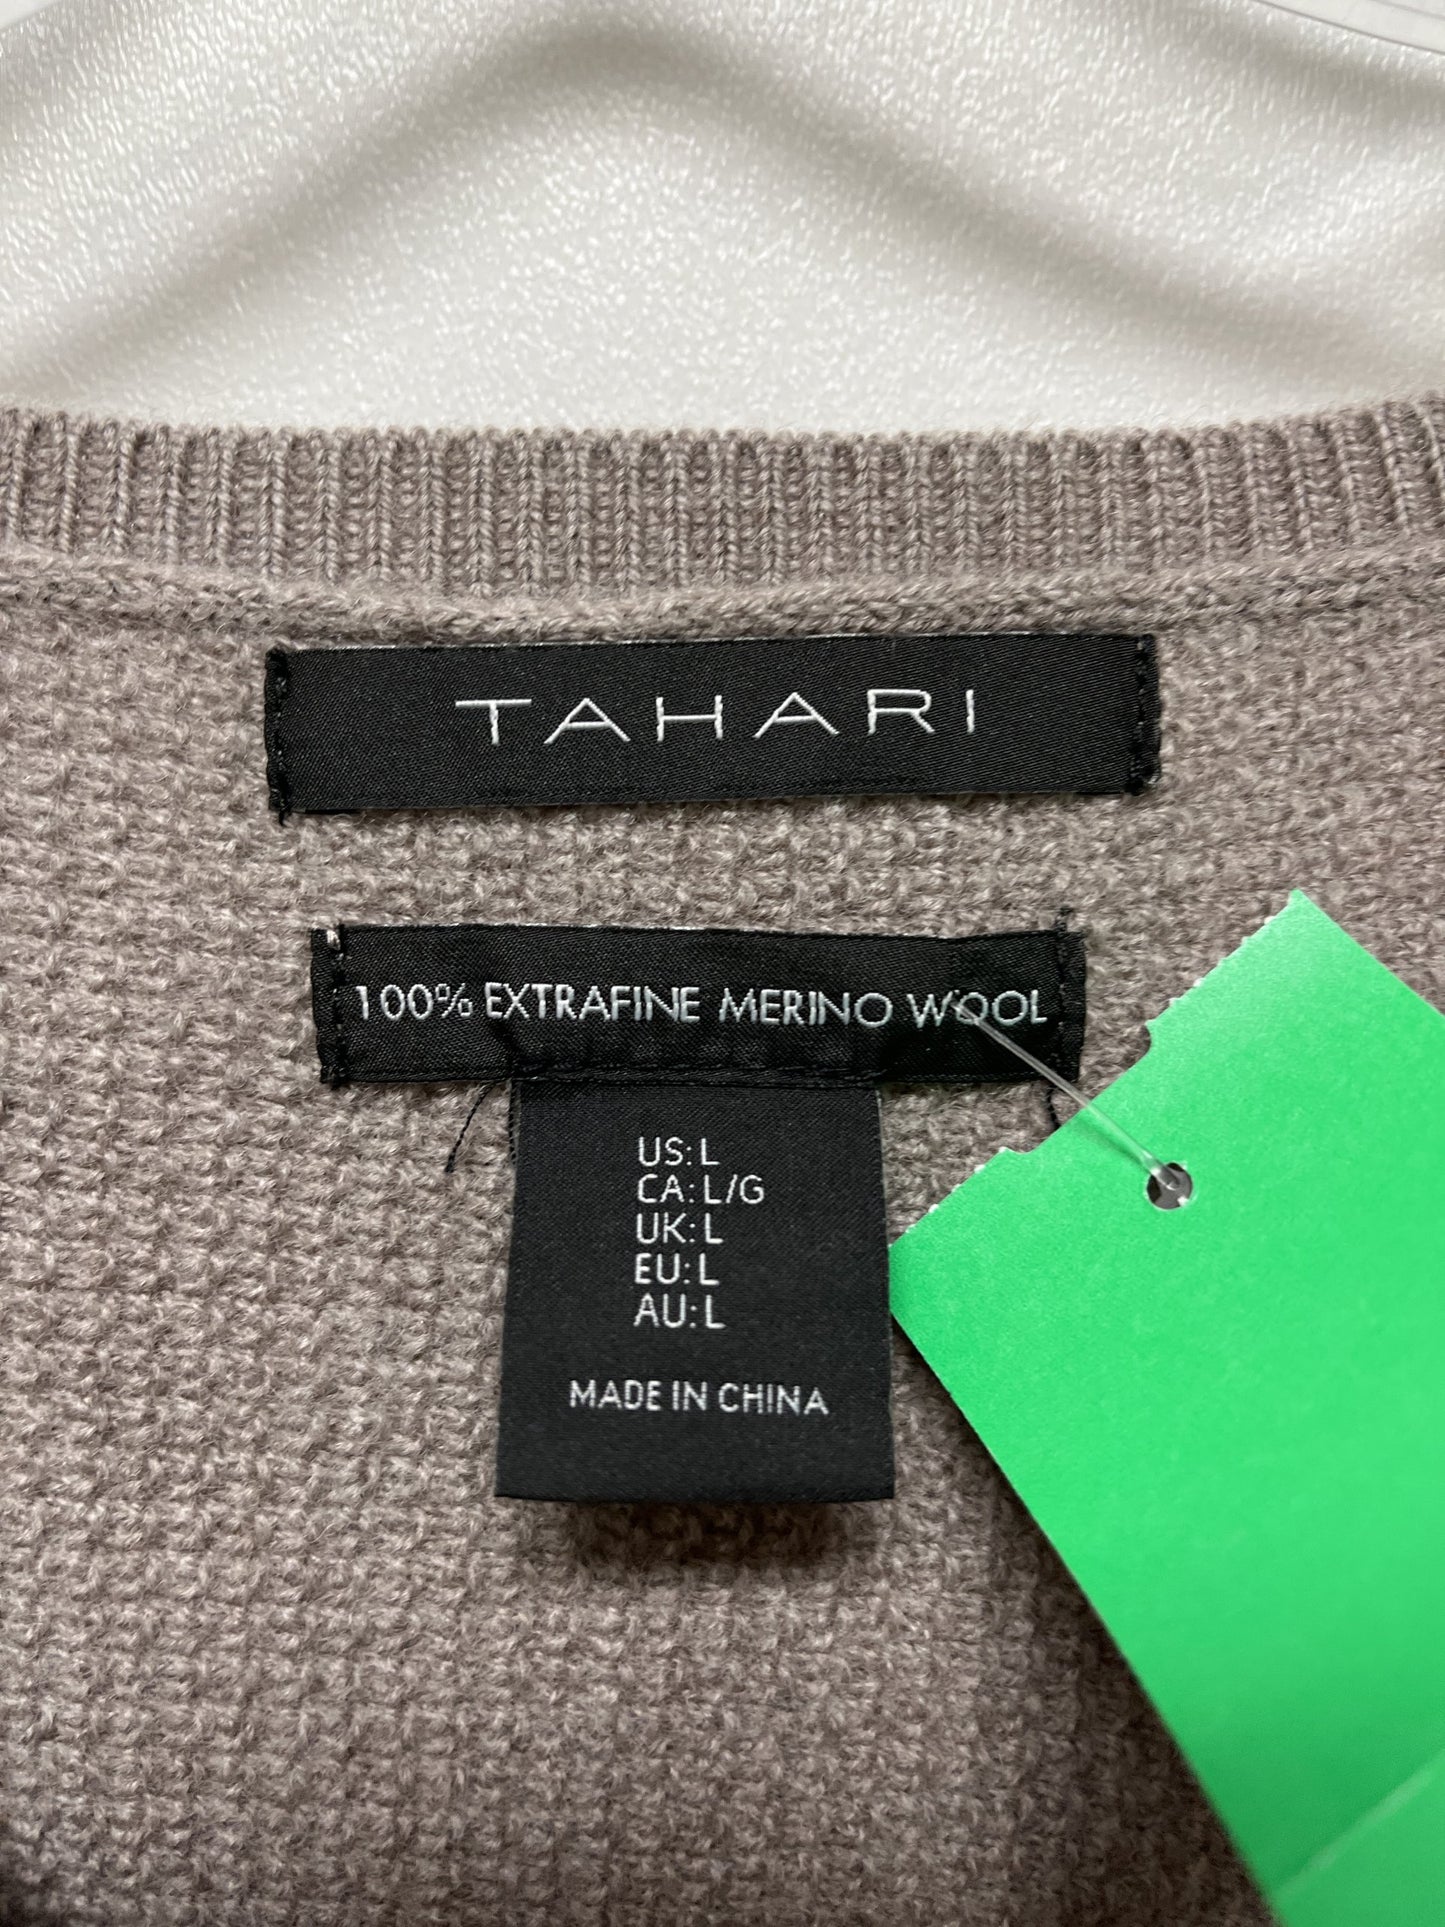 TAHARI
100% EXTRAFINE MERINO WOOL
US: L
CA: L/G
UK: L
EU: L
AU: L
MADE IN CHINA